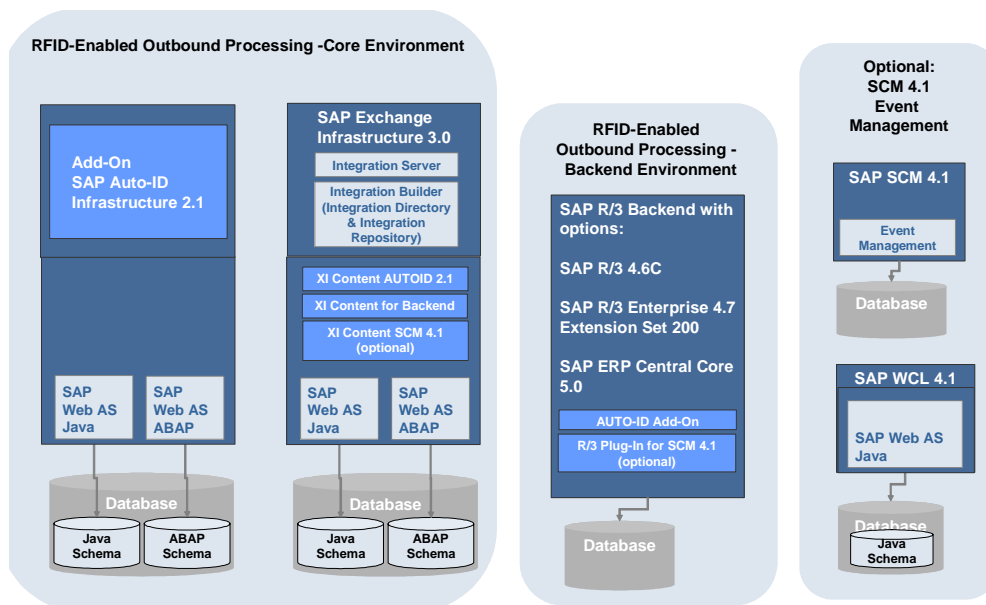 RFID-Enabled Outbound Processing -Core Environment
Add-On
SAP Auto-ID
Infrastructure 2.1
SAP
Web AS
Java
SAP
Web AS
ABAP
Database
Java
Schema
ABAP
Schema
SAP Exchange
Infrastructure 3.0
Integration Server
Integration Builder
(Integration Directory
& Integration
Repository)
XI Content AUTOID 2.1
XI Content for Backend
XI Content SCM 4.1
(optional)
SAP
Web AS
Java
SAP
Web AS
ABAP
Database
Java
Schema
ABAP
Schema
RFID-Enabled
Outbound Processing -
Backend Environment
SAP R/3 Backend with
options:
SAP R/3 4.6C
SAP R/3 Enterprise 4.7
Extension Set 200
SAP ERP Central Core
5.0
AUTO-ID Add-On
R/3 Plug-In for SCM 4.1
(optional)
Database
Optional:
SCM 4.1
Event
Management
SAP SCM 4.1
Event
Management
Database
SAP WCL 4.1
SAP Web AS
Java
Database
Java
Schema